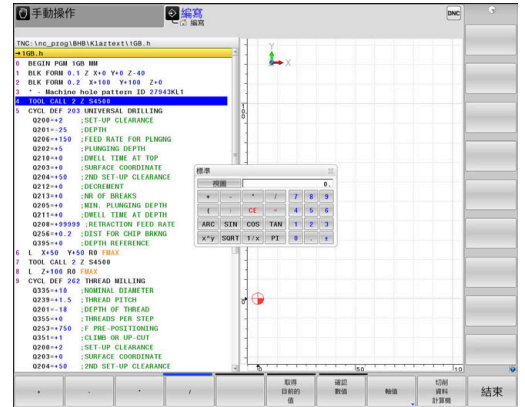 手動操作
編寫
編寫
DNC
TNC:\nc_prog\BHB\Klartext\1GB.h
→1GB.h
0 BEGIN PGM 1GB MM
1 BLK FORM 0.1 Z X+0 Y+0 Z-40
2 BLK FORM 0.2 X+100 Y+100 Z+0
3 * - Machine hole pattern ID 27943KL1
4 TOOL CALL 2 Z S4500
5 CYCL DEF 203 UNIVERSAL DRILLING
Q200=+2 ;SET-UP CLEARANCE
Q201=-25 ;DEPTH
Q206=+150 ;FEED RATE FOR PLNGNG
Q202=+5 ;PLUNGING DEPTH
Q210=+0 ;DWELL TIME AT TOP
Q203=+0 ;SURFACE COORDINATE
Q204=+50 ;2ND SET-UP CLEARANCE
Q212=+0 ;DECREMENT
Q213=+0 ;NR OF BREAKS
Q205=+0 ;MIN. PLUNGING DEPTH
Q211=+0 ;DWELL TIME AT DEPTH
Q208=+99999 ;RETRACTION FEED RATE
Q256=+0.2 ;DIST FOR CHIP BRKNG
Q395=+0 ;DEPTH REFERENCE
6 L X+50 Y+50 R0 FMAX
7 TOOL CALL 2 Z S4500
8 L Z+100 R0 FMAX
9 CYCL DEF 262 THREAD MILLING
Q335=+10 ;NOMINAL DIAMETER
Q239=+1.5 ;THREAD PITCH
Q201=-18 ;DEPTH OF THREAD
Q355=+0 ;THREADS PER STEP
Q253=+750 ;F PRE-POSITIONING
Q351=+1 ;CLIMB OR UP-CUT
Q200=+2 ;SET-UP CLEARANCE
Q203=+0 ;SURFACE COORDINATE
Q204=+50 ;2ND SET-UP CLEARANCE
Y
X
100
0
0 50 100
標準
視圖 0.
+ - * / 7 8 9
( ) CE = 4 5 6
ARC SIN COS TAN 1 2 3
x^y SQRT 1/x PI 0 . ±
+ - * / 取得目前的值 確認數值 軸值 切削資料計算機 結束